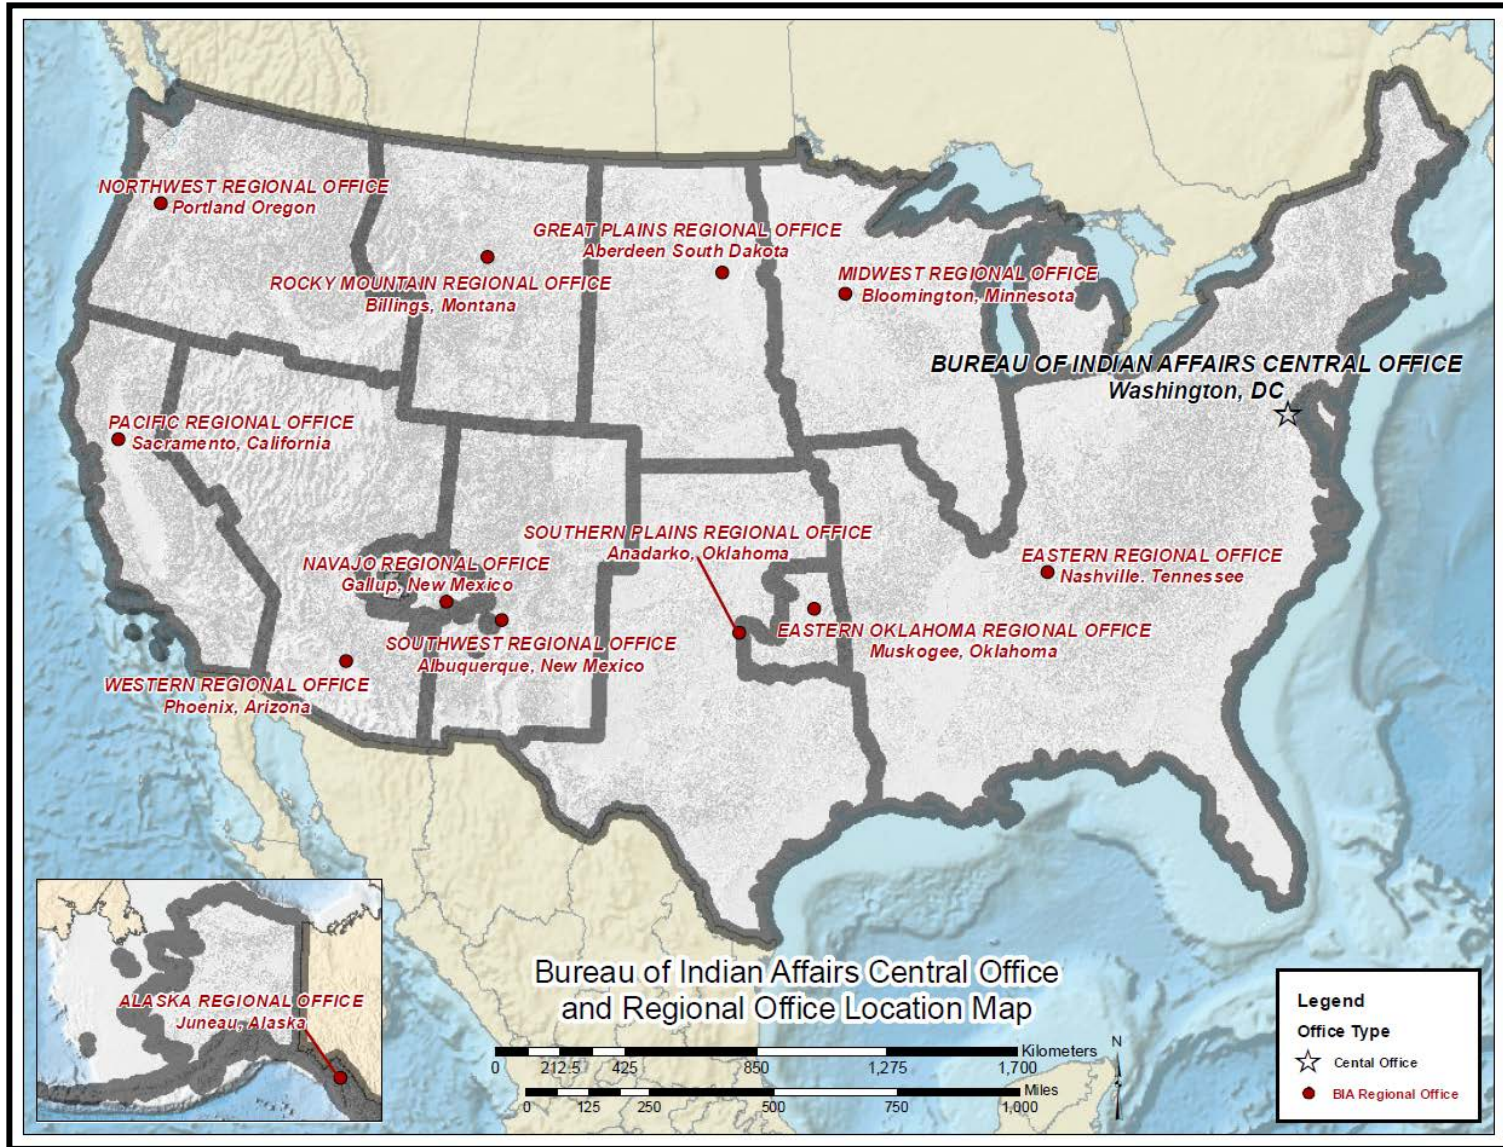 NORTHWEST REGIONAL OFFICE
Portland Oregon
GREAT PLAINS REGIONAL OFFICE
Aberdeen South Dakota
ROCKY MOUNTAIN REGIONAL OFFICE
Billings, Montana
MIDWEST REGIONAL OFFICE
Bloomington, Minnesota
BUREAU OF INDIAN AFFAIRS CENTRAL OFFICE
Washington, DC
PACIFIC REGIONAL OFFICE
Sacramento, California
SOUTHERN PLAINS REGIONAL OFFICE
Anadarko, Oklahoma
NAVAJO REGIONAL OFFICE
Gallup, New Mexico
EASTERN REGIONAL OFFICE
Nashville. Tennessee
SOUTHWEST REGIONAL OFFICE
Albuquerque, New Mexico
EASTERN OKLAHOMA REGIONAL OFFICE
Muskogee, Oklahoma
WESTERN REGIONAL OFFICE
Phoenix, Arizona
ALASKA REGIONAL OFFICE
Juneau, Alaska
Bureau of Indian Affairs Central Office
and Regional Office Location Map
Kilometers
0 212.5 425 850 1,275 1,700
Miles
0 125 250 500 750 1,000
N
Legend
Office Type
Cental Office
BIA Regional Office